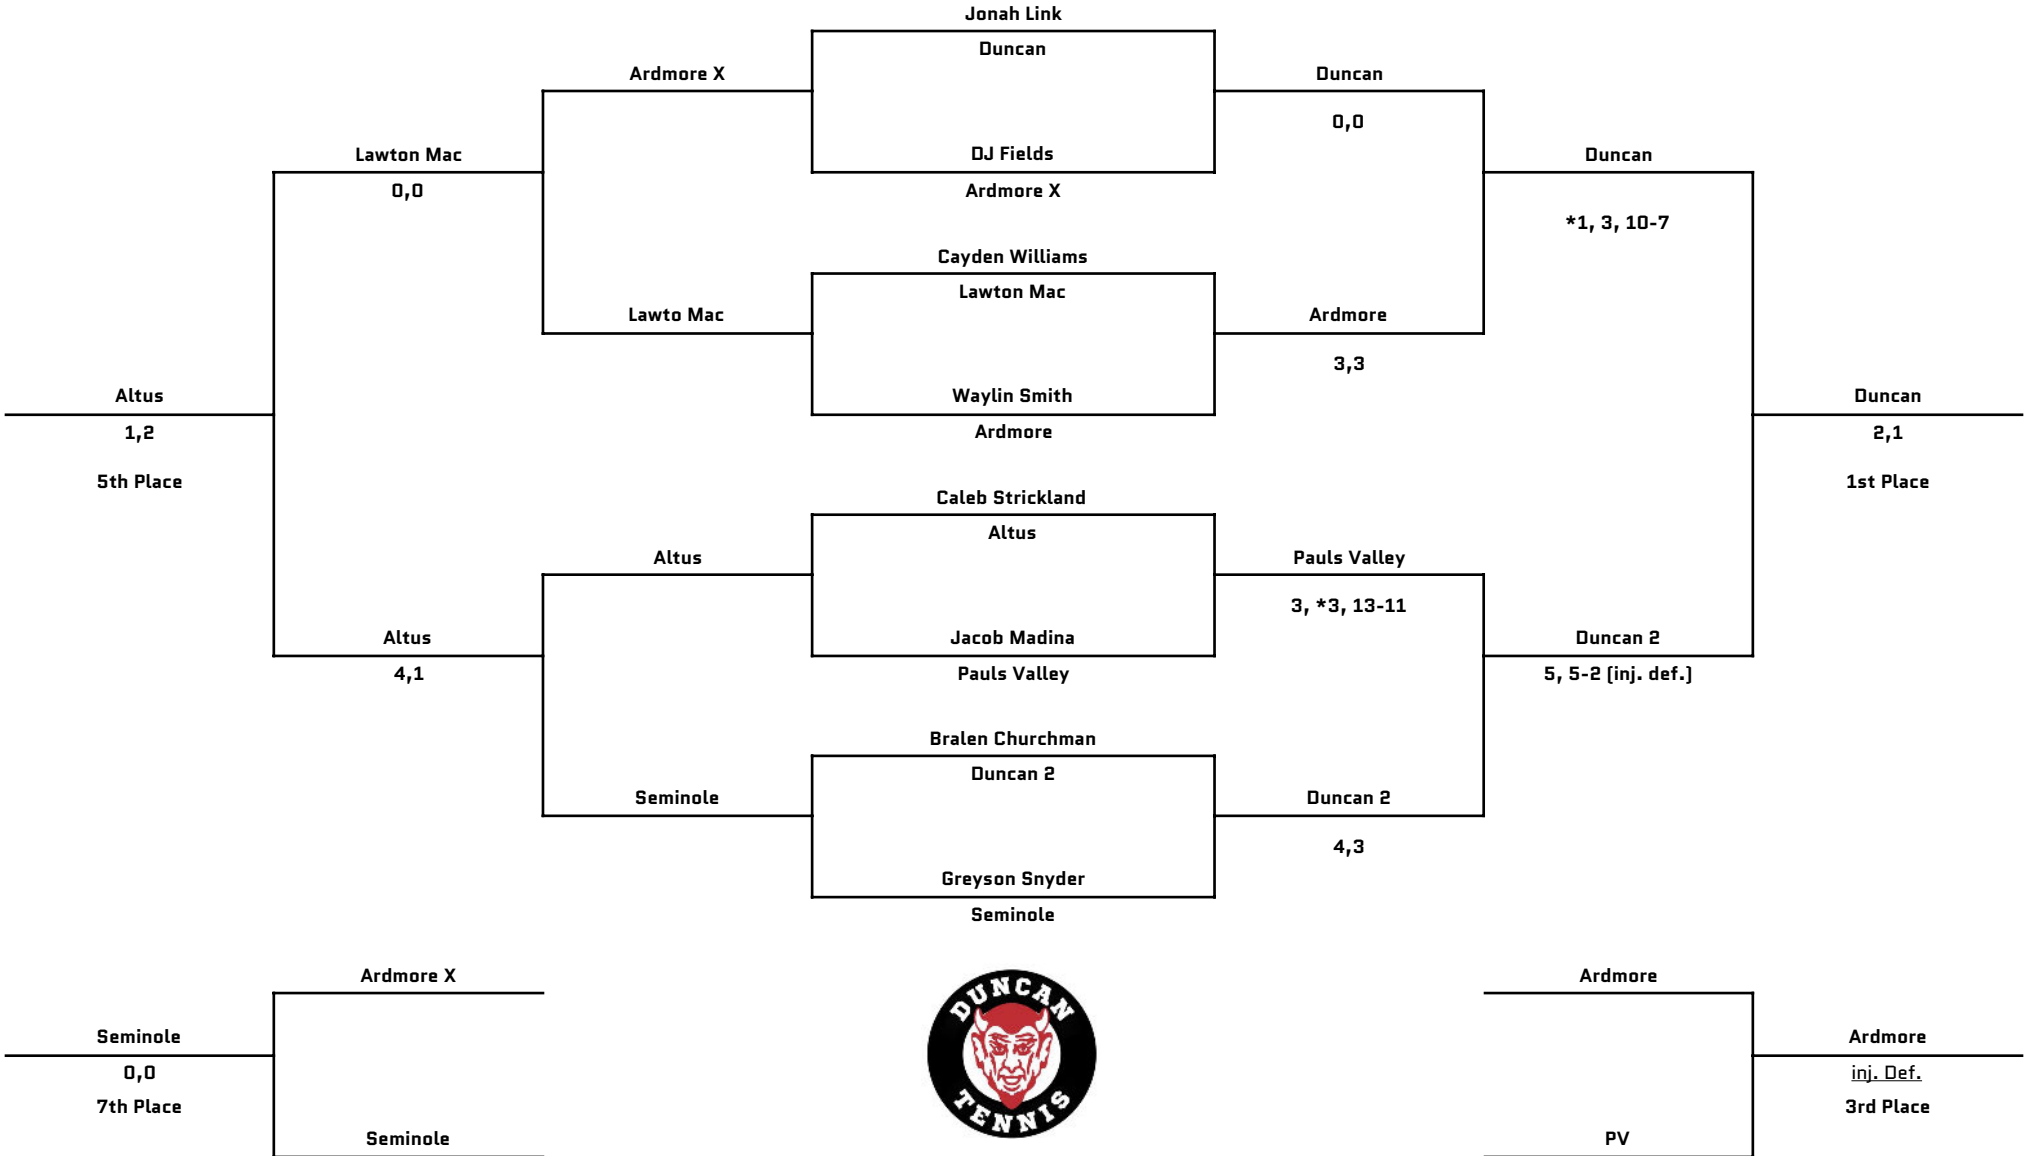 Jonah Link
Duncan
Ardmore X
Duncan
0,0
DJ Fields
Lawton Mac
Duncan
0,0
Ardmore X
*1, 3, 10-7
Cayden Williams
Lawton Mac
Lawto Mac
Ardmore
3,3
Altus
Waylin Smith
Duncan
1,2
Ardmore
2,1
5th Place
1st Place
Caleb Strickland
Altus
Altus
Pauls Valley
3, *3, 13-11
Altus
Jacob Madina
Duncan 2
4,1
Pauls Valley
5, 5-2 (inj. def.)
Bralen Churchman
Duncan 2
Seminole
Duncan 2
4,3
Greyson Snyder
Seminole
Ardmore X
Ardmore
DUNCAN
TENNIS
Seminole
Ardmore
0,0
inj. Def.
7th Place
3rd Place
Seminole
PV